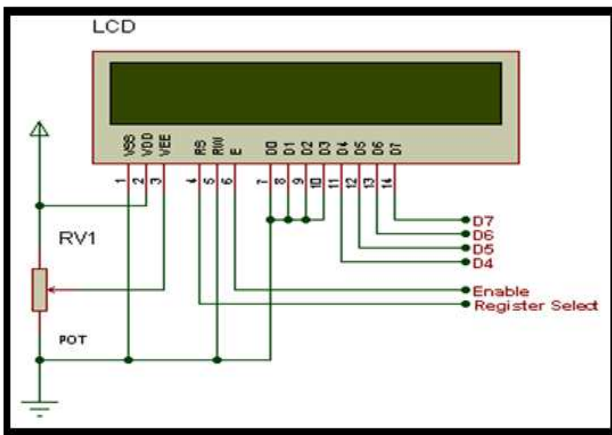 LCD
VSS VDD VEE RS RW E D0 D1 D2 D3 D4 D5 D6 D7
1 2 3 4 5 6 7 8 9 10 11 12 13 14
D7
D6
D5
D4
RV1
Enable
Register Select
POT